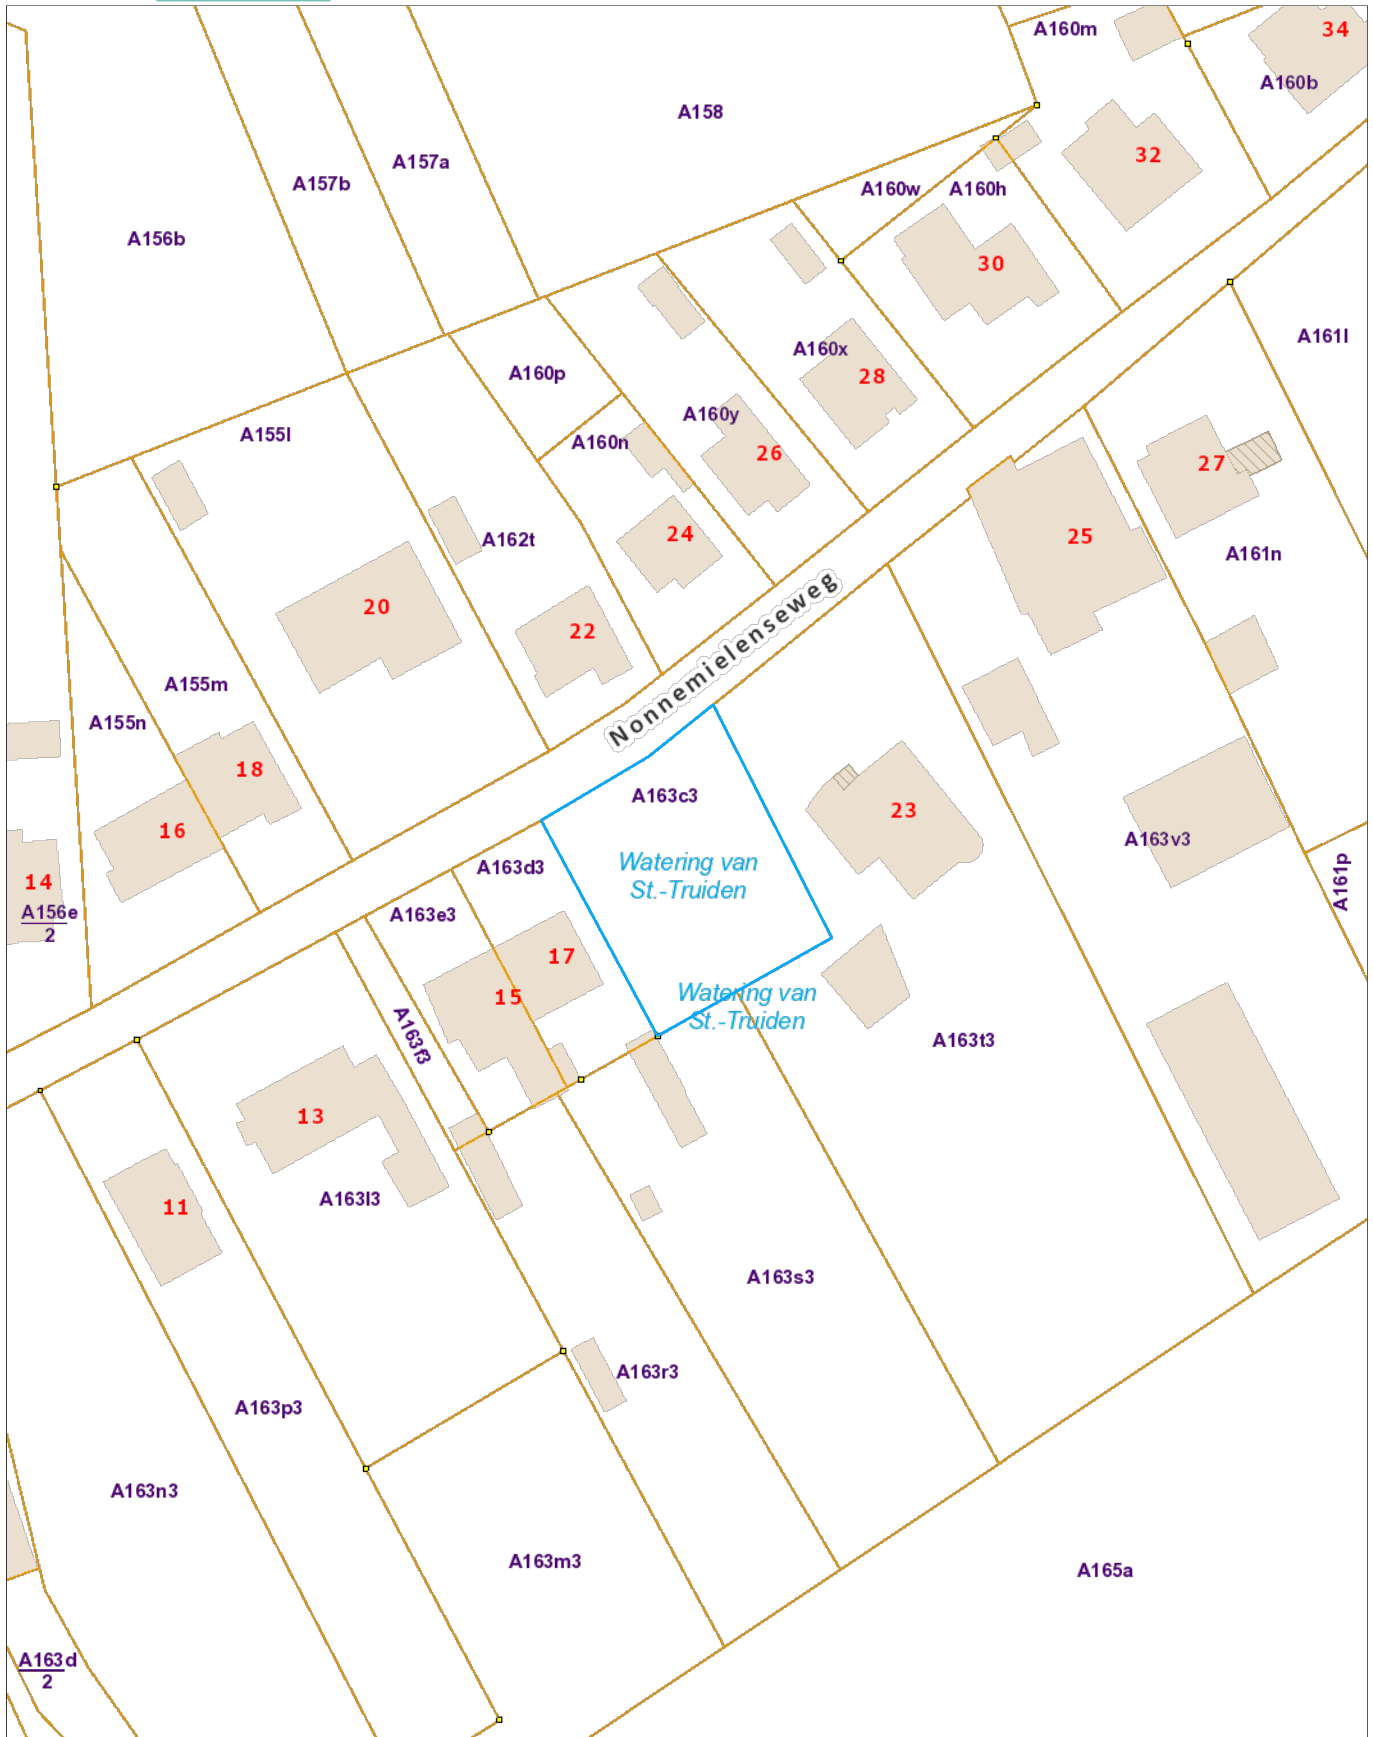 A160m
34
A160b
A158
32
A157a
A157b
A160w
A160h
A156b
30
A160x
28
A161l
A160p
A160y
A155l
A160n
26
27
24
25
A162t
A161n
20
22
Nonnemielenseweg
A155m
A155n
18
A163c3
16
23
A163v3
A163d3
Watering van
St.-Truiden
14
A156e
2
A161p
A163e3
17
15
Watering van
St.-Truiden
A163f3
A163t3
13
A163l3
11
A163s3
A163r3
A163p3
A163n3
A163m3
A165a
A163d
2